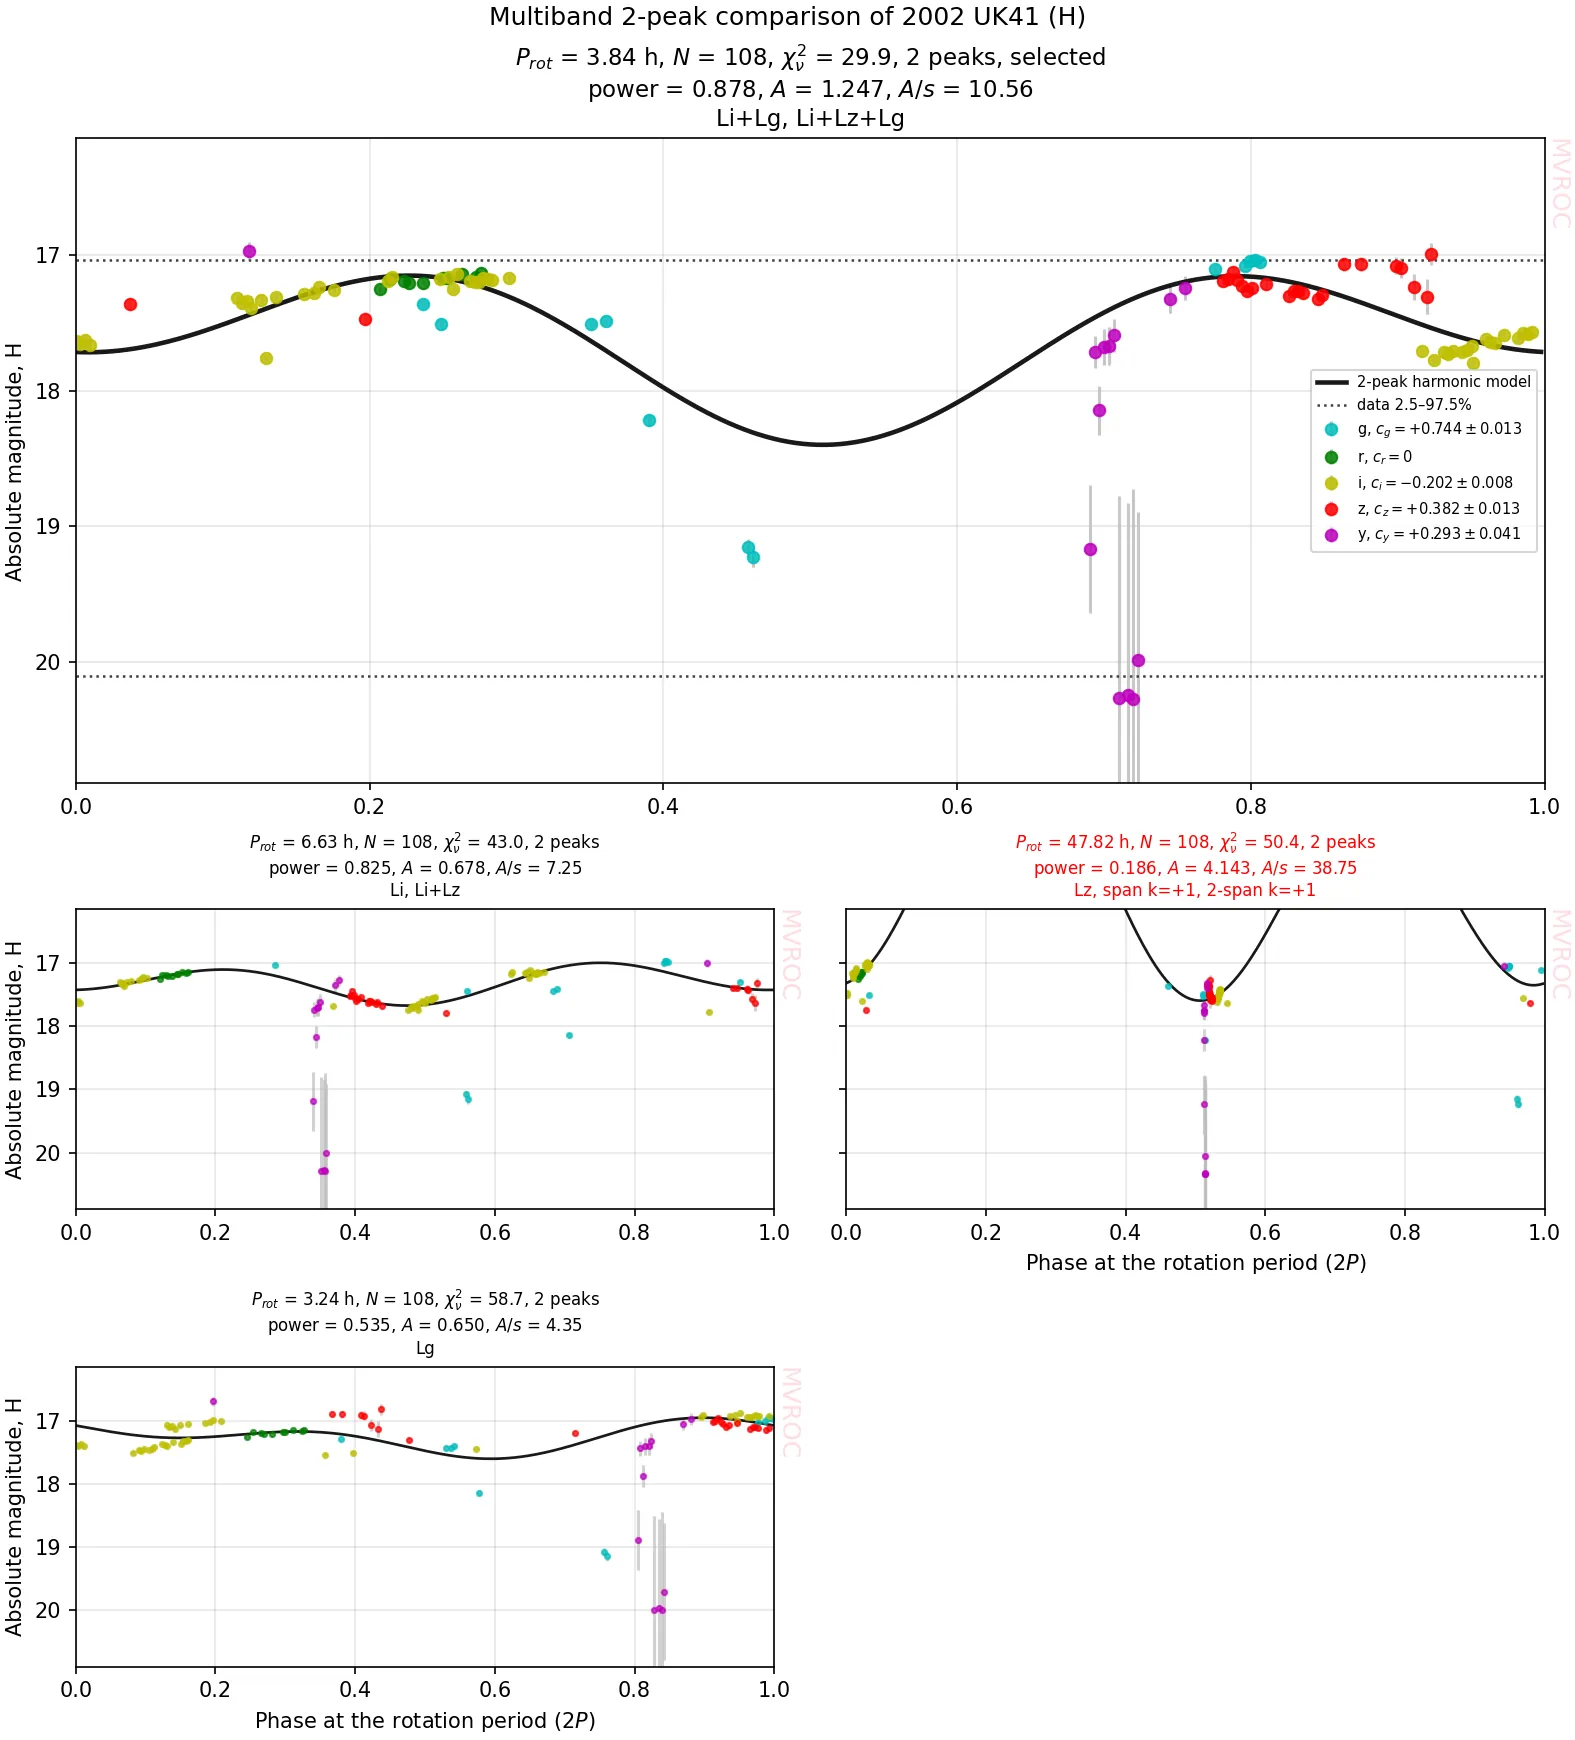 Multiband 2-peak comparison of 2002 UK41 (H)
P_rot = 3.84 h, N = 108, χ²_ν = 29.9, 2 peaks, selected
power = 0.878, A = 1.247, A/s = 10.56
Li+Lg, Li+Lz+Lg
MVROC
Absolute magnitude, H
17
18
19
20
2-peak harmonic model
data 2.5–97.5%
g, c_g = +0.744 ± 0.013
r, c_r = 0
i, c_i = −0.202 ± 0.008
z, c_z = +0.382 ± 0.013
y, c_y = +0.293 ± 0.041
0.0 0.2 0.4 0.6 0.8 1.0
P_rot = 6.63 h, N = 108, χ²_ν = 43.0, 2 peaks
power = 0.825, A = 0.678, A/s = 7.25
Li, Li+Lz
MVROC
Absolute magnitude, H
17
18
19
20
0.0 0.2 0.4 0.6 0.8 1.0
P_rot = 47.82 h, N = 108, χ²_ν = 50.4, 2 peaks
power = 0.186, A = 4.143, A/s = 38.75
Lz, span k=+1, 2-span k=+1
MVROC
0.0 0.2 0.4 0.6 0.8 1.0
Phase at the rotation period (2P)
P_rot = 3.24 h, N = 108, χ²_ν = 58.7, 2 peaks
power = 0.535, A = 0.650, A/s = 4.35
Lg
MVROC
Absolute magnitude, H
17
18
19
20
0.0 0.2 0.4 0.6 0.8 1.0
Phase at the rotation period (2P)